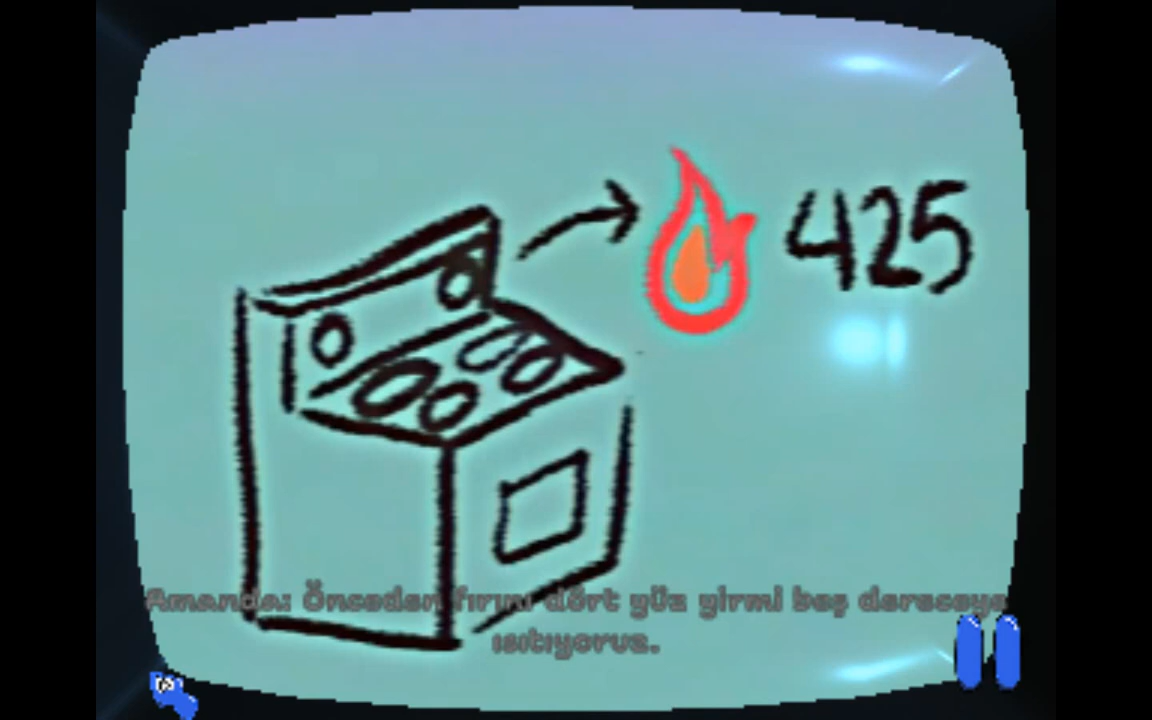 425
Amanda: Önceden fırını dört yüz yirmi beş dereceye
ısıtıyoruz.